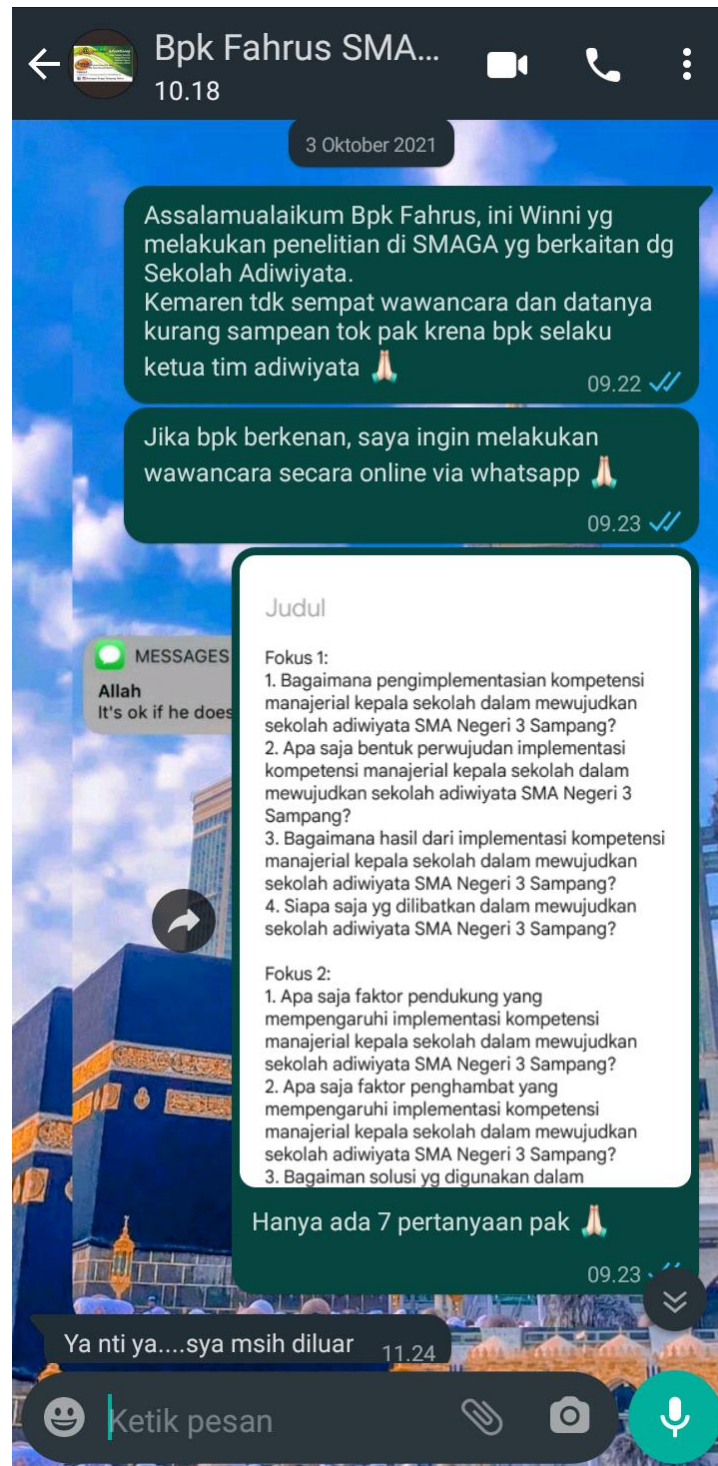 Bpk Fahrus SMA...
10.18
3 Oktober 2021
Assalamualaikum Bpk Fahrus, ini Winni yg
melakukan penelitian di SMAGA yg berkaitan dg
Sekolah Adiwiyata.
Kemaren tdk sempat wawancara dan datanya
kurang sampean tok pak krena bpk selaku
ketua tim adiwiyata 🙏🏻
09.22
Jika bpk berkenan, saya ingin melakukan
wawancara secara online via whatsapp 🙏🏻
09.23
MESSAGES
Allah
It's ok if he does
Judul
Fokus 1:
1. Bagaimana pengimplementasian kompetensi
manajerial kepala sekolah dalam mewujudkan
sekolah adiwiyata SMA Negeri 3 Sampang?
2. Apa saja bentuk perwujudan implementasi
kompetensi manajerial kepala sekolah dalam
mewujudkan sekolah adiwiyata SMA Negeri 3
Sampang?
3. Bagaimana hasil dari implementasi kompetensi
manajerial kepala sekolah dalam mewujudkan
sekolah adiwiyata SMA Negeri 3 Sampang?
4. Siapa saja yg dilibatkan dalam mewujudkan
sekolah adiwiyata SMA Negeri 3 Sampang?
Fokus 2:
1. Apa saja faktor pendukung yang
mempengaruhi implementasi kompetensi
manajerial kepala sekolah dalam mewujudkan
sekolah adiwiyata SMA Negeri 3 Sampang?
2. Apa saja faktor penghambat yang
mempengaruhi implementasi kompetensi
manajerial kepala sekolah dalam mewujudkan
sekolah adiwiyata SMA Negeri 3 Sampang?
3. Bagaiman solusi yg digunakan dalam
Hanya ada 7 pertanyaan pak 🙏🏻
09.23
Ya nti ya....sya msih diluar 11.24
Ketik pesan